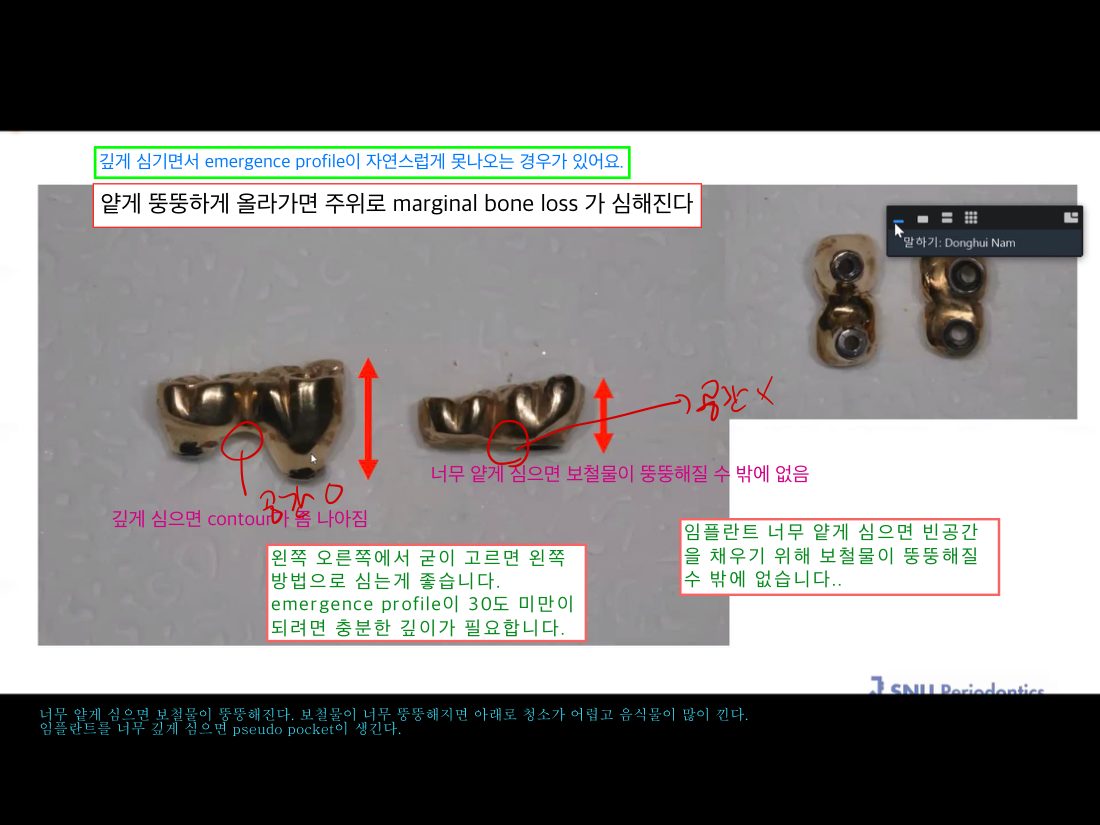 깊게 심기면서 emergence profile이 자연스럽게 못나오는 경우가 있어요.
얕게 뚱뚱하게 올라가면 주위로 marginal bone loss 가 심해진다
말하기: Donghui Nam
공간 X
너무 얕게 심으면 보철물이 뚱뚱해질 수 밖에 없음
공간 O
깊게 심으면 contour가 쫌 나아짐
왼쪽 오른쪽에서 굳이 고르면 왼쪽
방법으로 심는게 좋습니다.
emergence profile이 30도 미만이
되려면 충분한 깊이가 필요합니다.
임플란트 너무 얕게 심으면 빈공간
을 채우기 위해 보철물이 뚱뚱해질
수 밖에 없습니다..
SNU Periodontics
너무 얕게 심으면 보철물이 뚱뚱해진다. 보철물이 너무 뚱뚱해지면 아래로 청소가 어렵고 음식물이 많이 낀다.
임플란트를 너무 깊게 심으면 pseudo pocket이 생긴다.